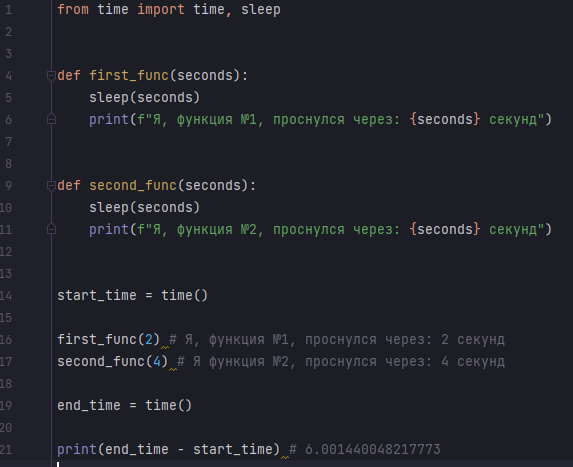 1 from time import time, sleep
2
3
4 def first_func(seconds):
5 sleep(seconds)
6 print(f"Я, функция №1, проснулся через: {seconds} секунд")
7
8
9 def second_func(seconds):
10 sleep(seconds)
11 print(f"Я, функция №2, проснулся через: {seconds} секунд")
12
13
14 start_time = time()
15
16 first_func(2) # Я, функция №1, проснулся через: 2 секунд
17 second_func(4) # Я функция №2, проснулся через: 4 секунд
18
19 end_time = time()
20
21 print(end_time - start_time) # 6.001440048217773